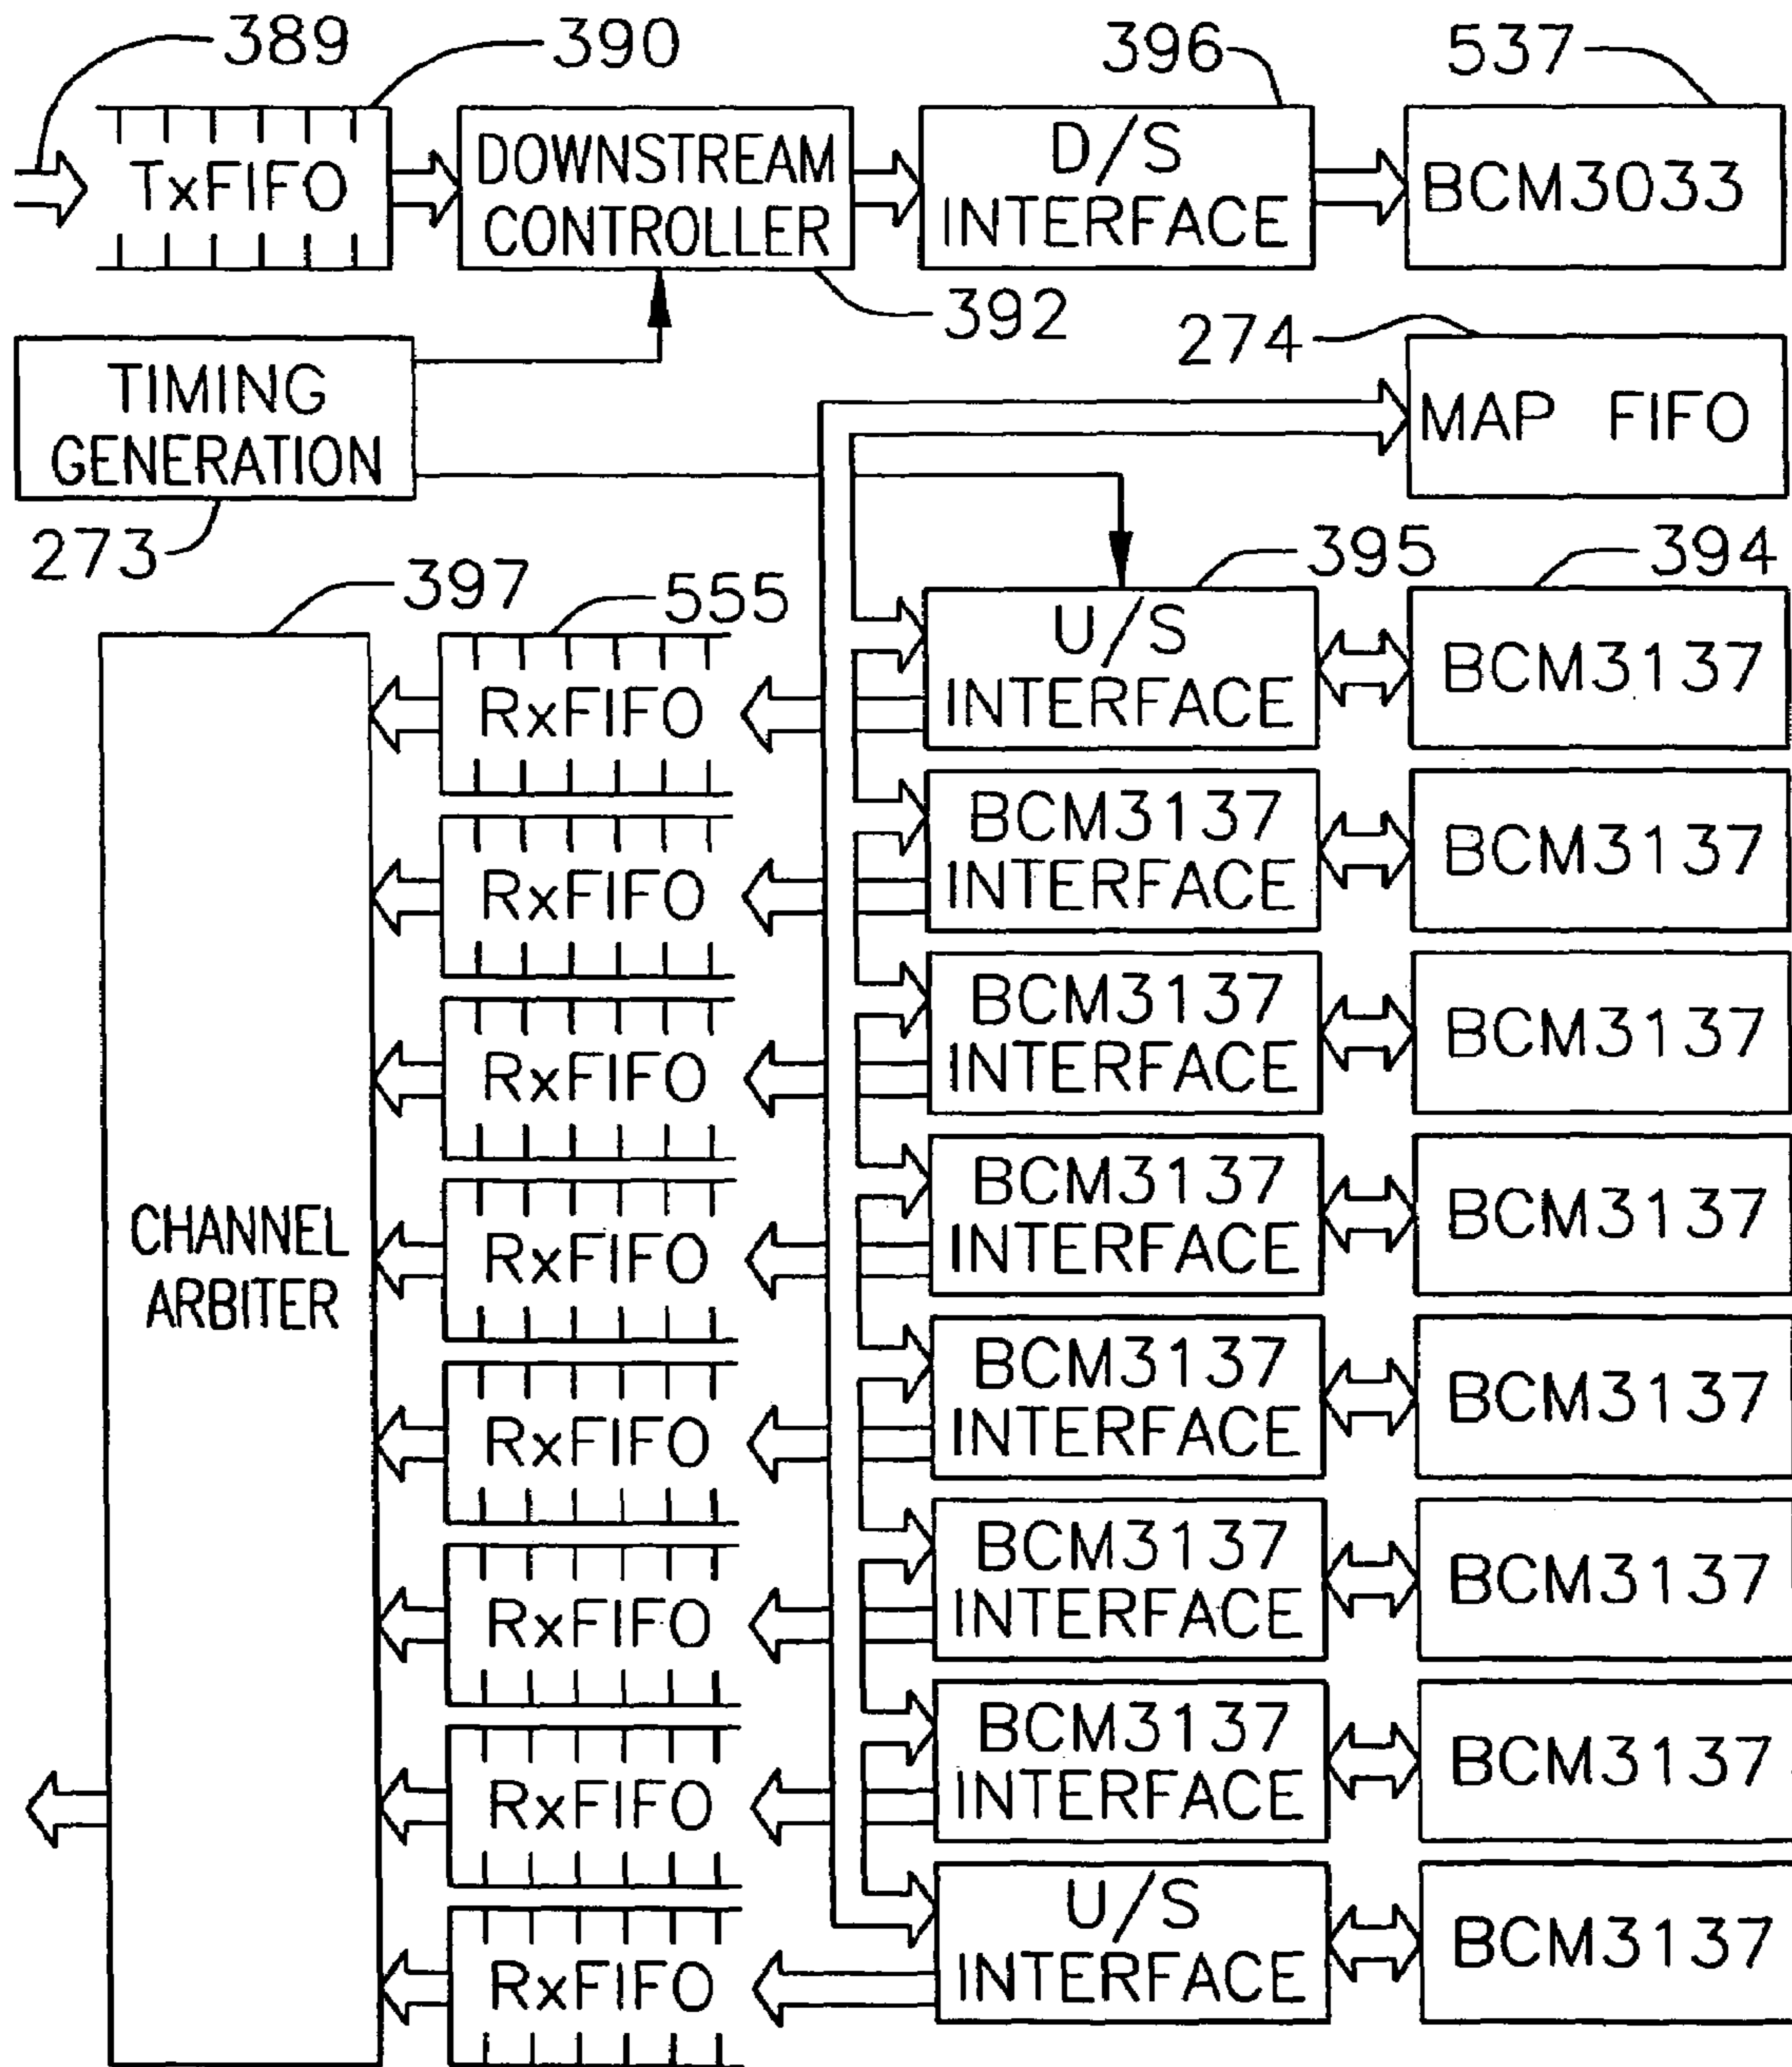 389
390
396
537
TxFIFO
DOWNSTREAM
CONTROLLER
D/S
INTERFACE
BCM3033
392
274
TIMING
GENERATION
MAP FIFO
273
395
394
397
555
U/S
INTERFACE
BCM3137
RxFIFO
BCM3137
INTERFACE
BCM3137
RxFIFO
BCM3137
INTERFACE
BCM3137
RxFIFO
BCM3137
INTERFACE
BCM3137
RxFIFO
CHANNEL
ARBITER
BCM3137
INTERFACE
BCM3137
RxFIFO
BCM3137
INTERFACE
BCM3137
RxFIFO
BCM3137
INTERFACE
BCM3137
RxFIFO
U/S
INTERFACE
BCM3137
RxFIFO